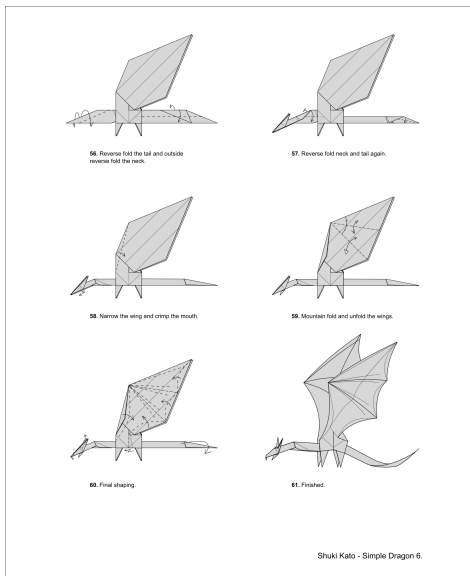 56. Reverse fold the tail and outside
reverse fold the neck.
57. Reverse fold neck and tail again.
58. Narrow the wing and crimp the mouth.
59. Mountain fold and unfold the wings.
60. Final shaping.
61. Finished.
Shuki Kato - Simple Dragon 6.